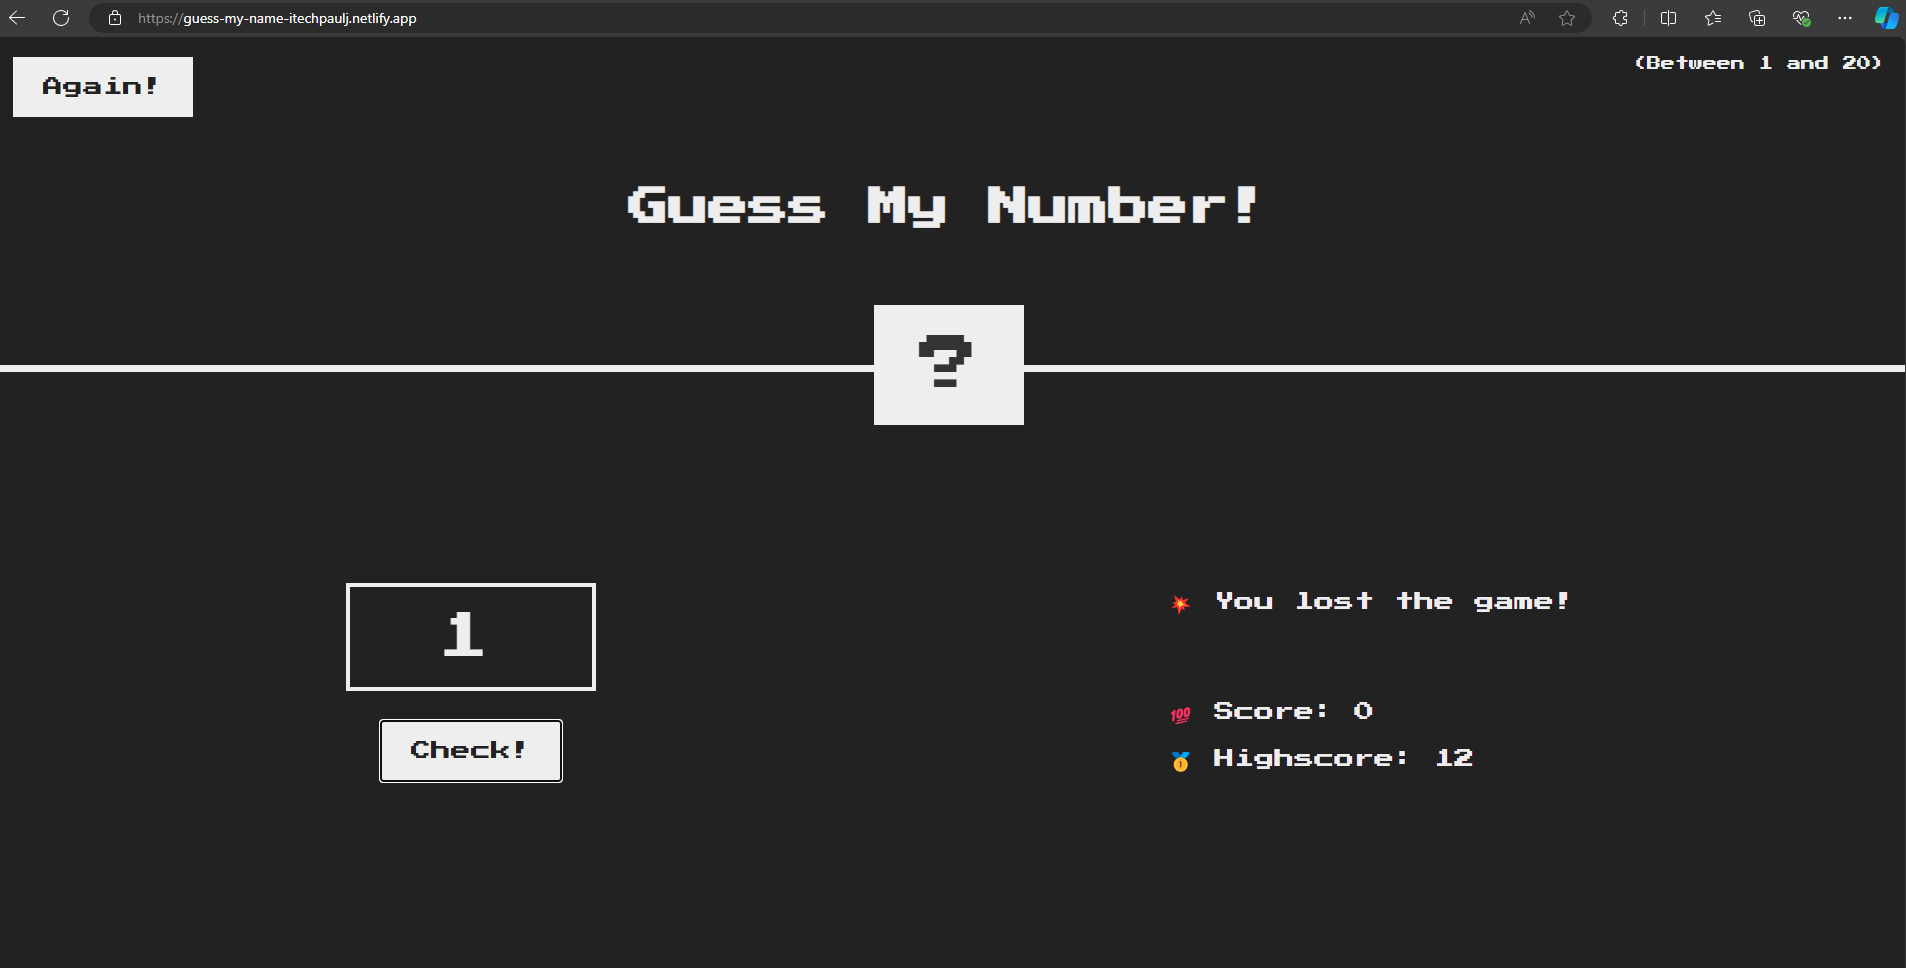 https://guess-my-name-itechpaulj.netlify.app
Again!
(Between 1 and 20)
Guess My Number!
?
1
Check!
💥 You lost the game!
💯 Score: 0
🥇 Highscore: 12